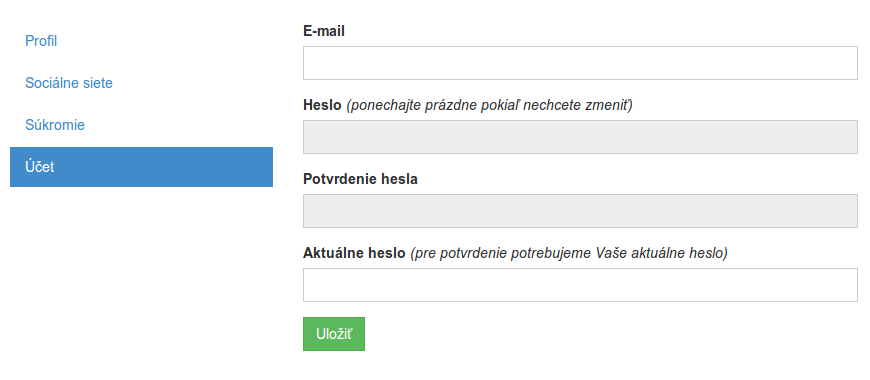 Profil
Sociálne siete
Súkromie
Účet
E-mail
Heslo (ponechajte prázdne pokiaľ nechcete zmeniť)
Potvrdenie hesla
Aktuálne heslo (pre potvrdenie potrebujeme Vaše aktuálne heslo)
Uložiť